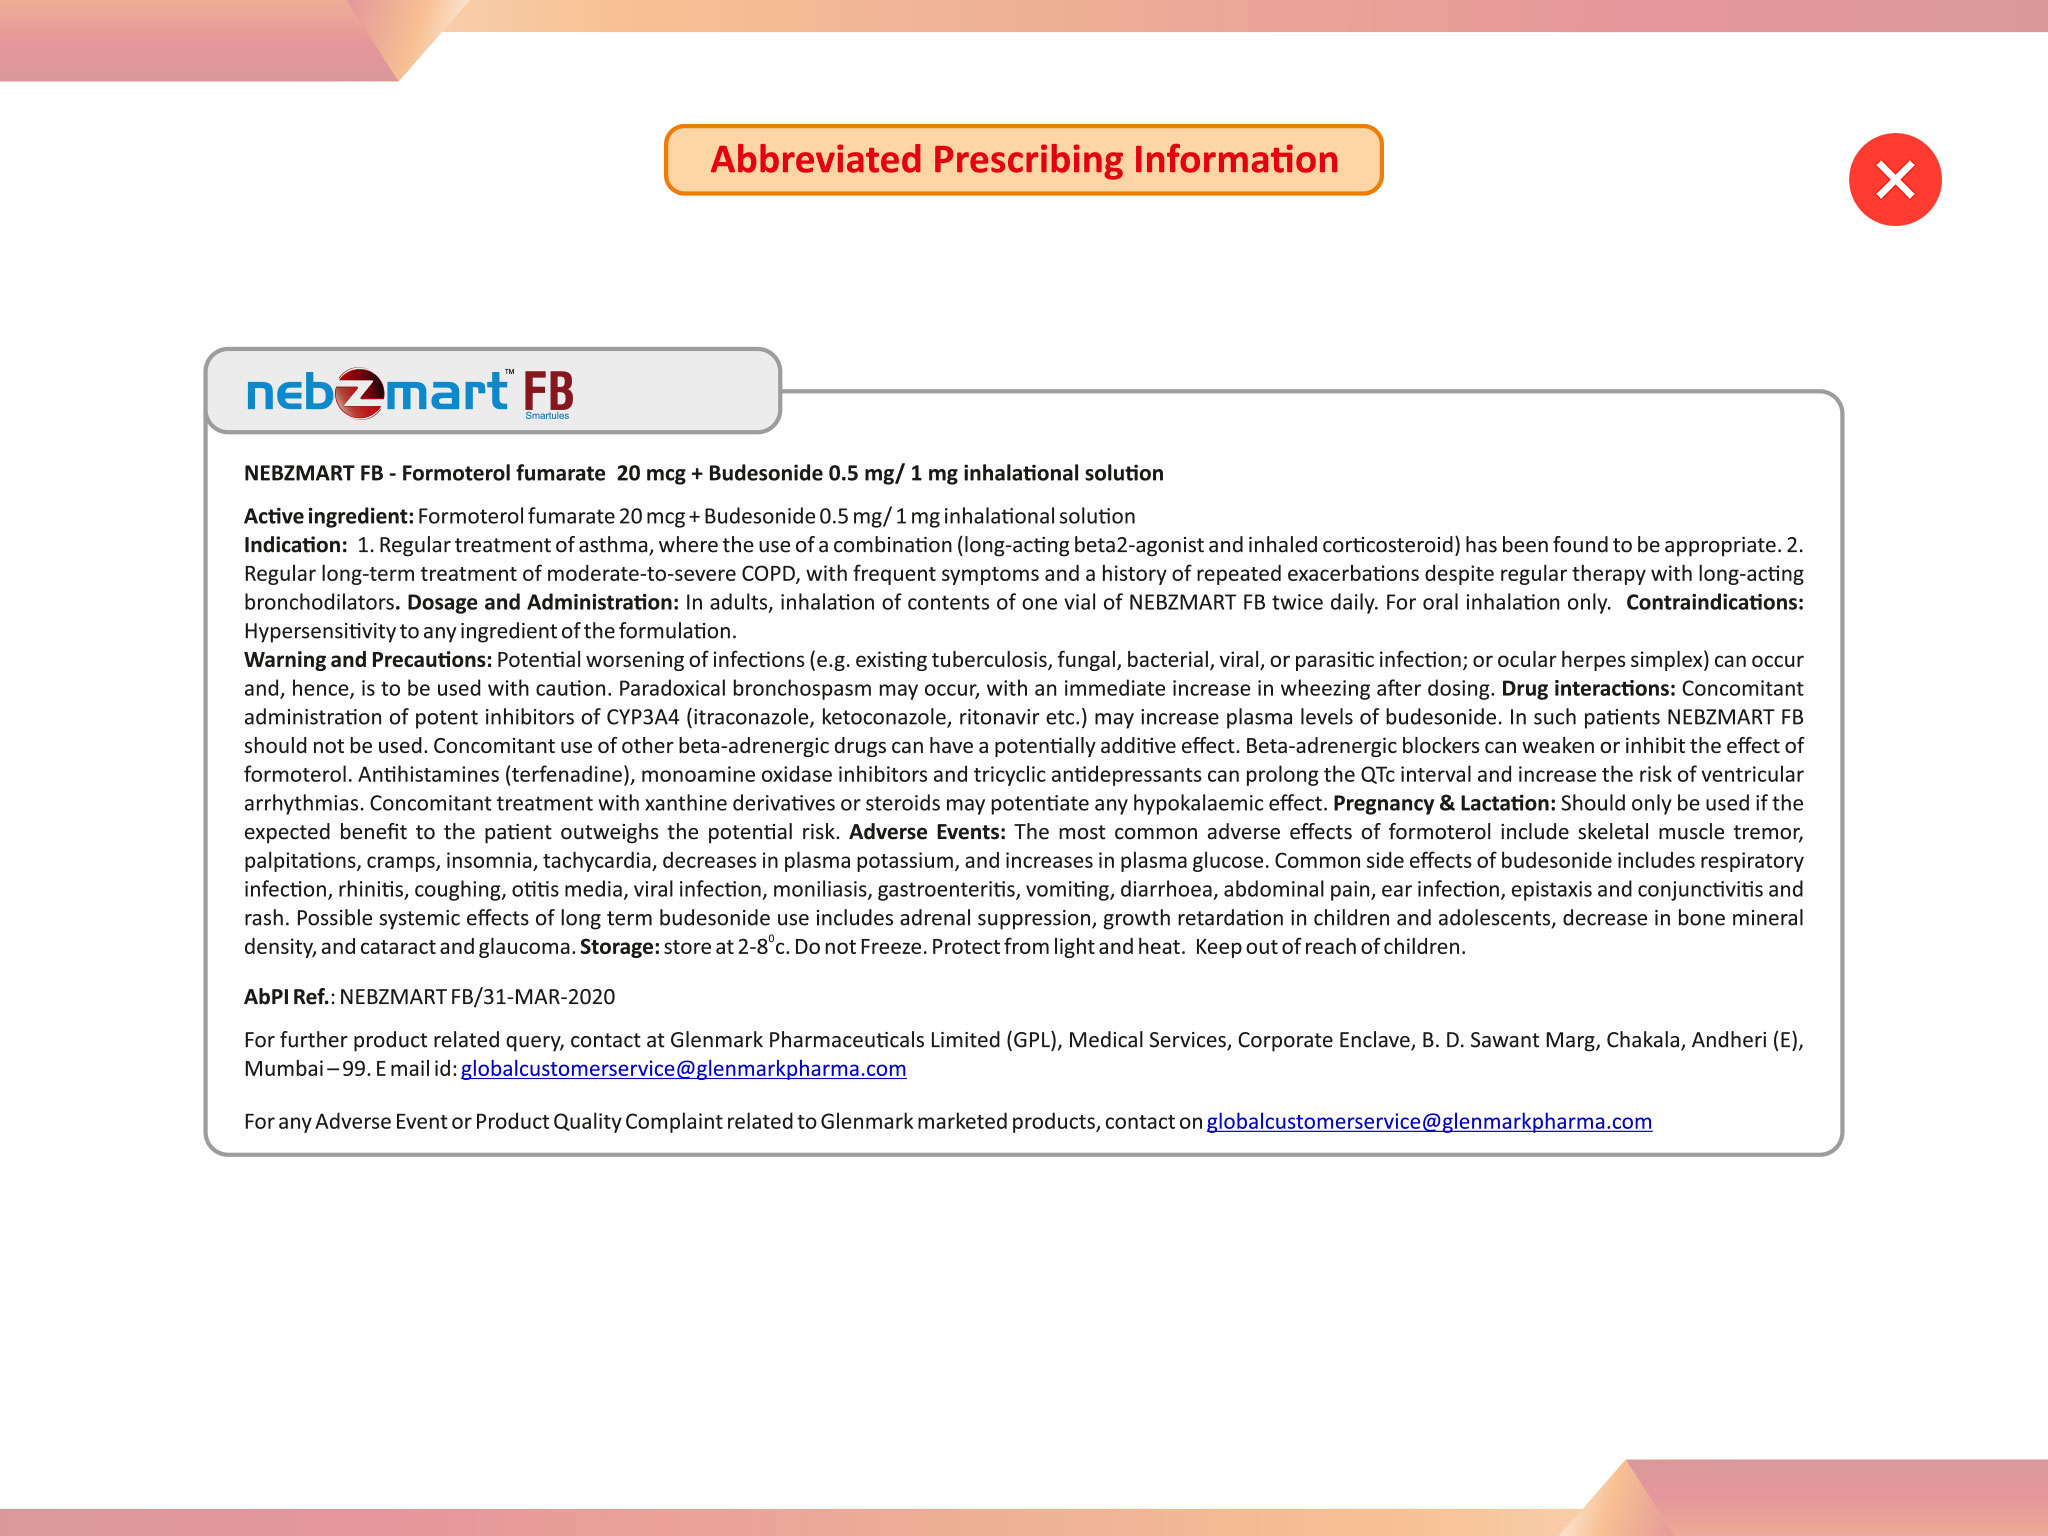 Abbreviated Prescribing Information
nebzmart™ FB
Smartules
NEBZMART FB - Formoterol fumarate 20 mcg + Budesonide 0.5 mg/ 1 mg inhalational solution
Active ingredient: Formoterol fumarate 20 mcg + Budesonide 0.5 mg/ 1 mg inhalational solution
Indication: 1. Regular treatment of asthma, where the use of a combination (long-acting beta2-agonist and inhaled corticosteroid) has been found to be appropriate. 2.
Regular long-term treatment of moderate-to-severe COPD, with frequent symptoms and a history of repeated exacerbations despite regular therapy with long-acting
bronchodilators. Dosage and Administration: In adults, inhalation of contents of one vial of NEBZMART FB twice daily. For oral inhalation only. Contraindications:
Hypersensitivity to any ingredient of the formulation.
Warning and Precautions: Potential worsening of infections (e.g. existing tuberculosis, fungal, bacterial, viral, or parasitic infection; or ocular herpes simplex) can occur
and, hence, is to be used with caution. Paradoxical bronchospasm may occur, with an immediate increase in wheezing after dosing. Drug interactions: Concomitant
administration of potent inhibitors of CYP3A4 (itraconazole, ketoconazole, ritonavir etc.) may increase plasma levels of budesonide. In such patients NEBZMART FB
should not be used. Concomitant use of other beta-adrenergic drugs can have a potentially additive effect. Beta-adrenergic blockers can weaken or inhibit the effect of
formoterol. Antihistamines (terfenadine), monoamine oxidase inhibitors and tricyclic antidepressants can prolong the QTc interval and increase the risk of ventricular
arrhythmias. Concomitant treatment with xanthine derivatives or steroids may potentiate any hypokalaemic effect. Pregnancy & Lactation: Should only be used if the
expected benefit to the patient outweighs the potential risk. Adverse Events: The most common adverse effects of formoterol include skeletal muscle tremor,
palpitations, cramps, insomnia, tachycardia, decreases in plasma potassium, and increases in plasma glucose. Common side effects of budesonide includes respiratory
infection, rhinitis, coughing, otitis media, viral infection, moniliasis, gastroenteritis, vomiting, diarrhoea, abdominal pain, ear infection, epistaxis and conjunctivitis and
rash. Possible systemic effects of long term budesonide use includes adrenal suppression, growth retardation in children and adolescents, decrease in bone mineral
density, and cataract and glaucoma. Storage: store at 2-8⁰c. Do not Freeze. Protect from light and heat. Keep out of reach of children.
AbPI Ref.: NEBZMART FB/31-MAR-2020
For further product related query, contact at Glenmark Pharmaceuticals Limited (GPL), Medical Services, Corporate Enclave, B. D. Sawant Marg, Chakala, Andheri (E),
Mumbai – 99. E mail id: globalcustomerservice@glenmarkpharma.com
For any Adverse Event or Product Quality Complaint related to Glenmark marketed products, contact on globalcustomerservice@glenmarkpharma.com